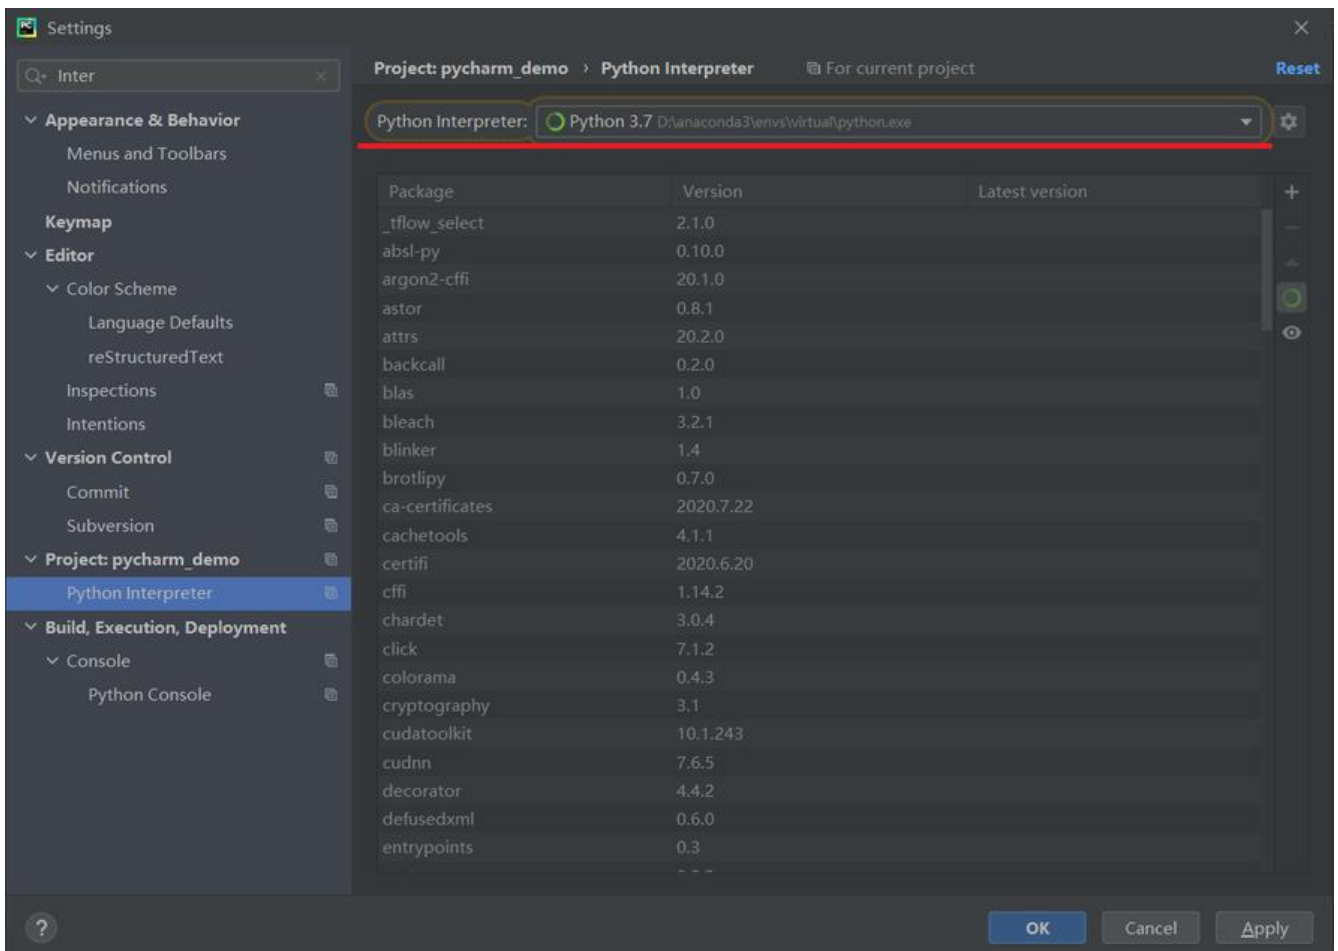 Settings
Inter
Appearance & Behavior
Menus and Toolbars
Notifications
Keymap
Editor
Color Scheme
Language Defaults
reStructuredText
Inspections
Intentions
Version Control
Commit
Subversion
Project: pycharm_demo
Python Interpreter
Build, Execution, Deployment
Console
Python Console
Project: pycharm_demo › Python Interpreter For current project Reset
Python Interpreter: Python 3.7 D:\anaconda3\envs\virtual\python.exe
Package Version Latest version
_tflow_select 2.1.0
absl-py 0.10.0
argon2-cffi 20.1.0
astor 0.8.1
attrs 20.2.0
backcall 0.2.0
blas 1.0
bleach 3.2.1
blinker 1.4
brotlipy 0.7.0
ca-certificates 2020.7.22
cachetools 4.1.1
certifi 2020.6.20
cffi 1.14.2
chardet 3.0.4
click 7.1.2
colorama 0.4.3
cryptography 3.1
cudatoolkit 10.1.243
cudnn 7.6.5
decorator 4.4.2
defusedxml 0.6.0
entrypoints 0.3
? OK Cancel Apply